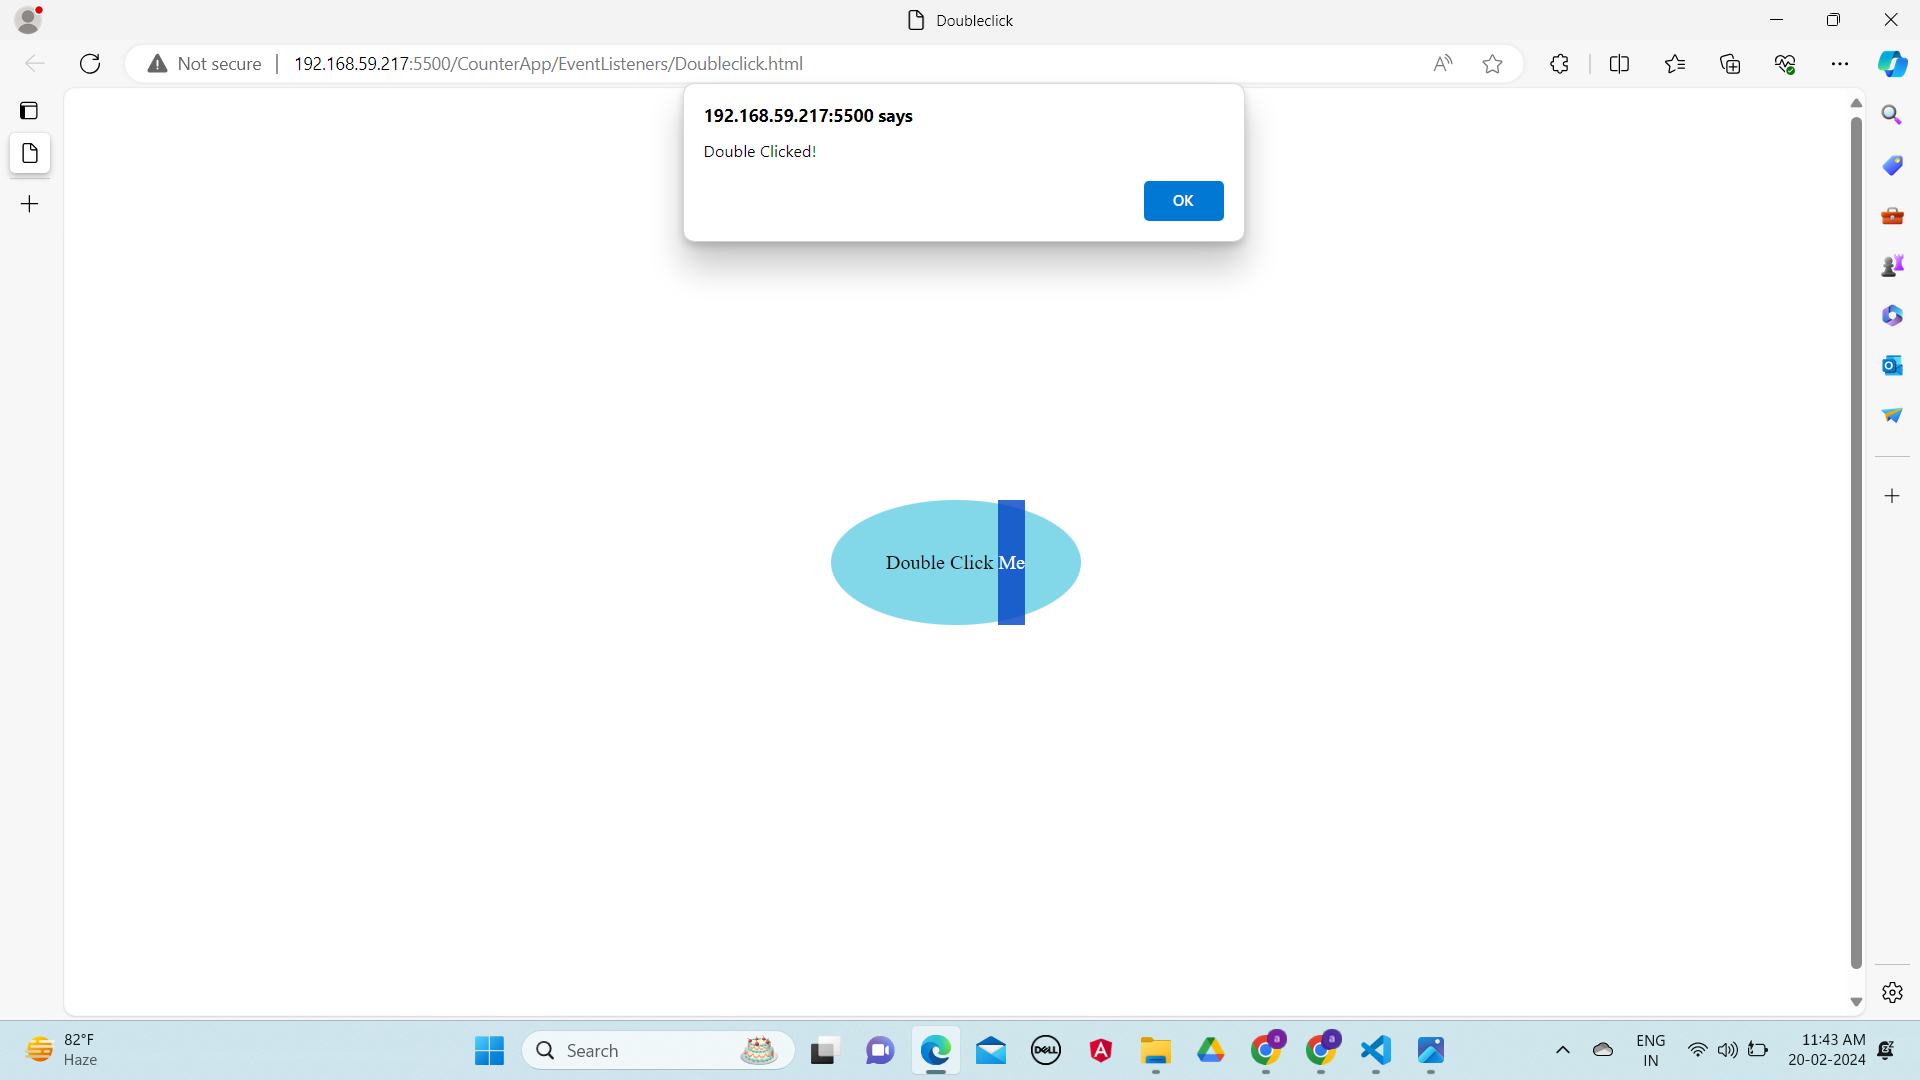 Doubleclick
Not secure
192.168.59.217:5500/CounterApp/EventListeners/Doubleclick.html
192.168.59.217:5500 says
Double Clicked!
OK
Double Click Me
82°F
Haze
Search
DELL
a
a
ENG
IN
11:43 AM
20-02-2024